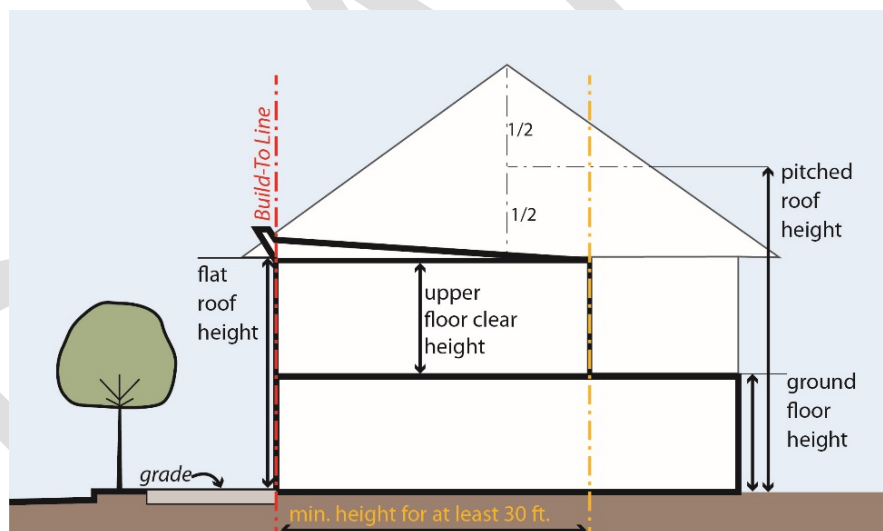 Build-To Line
1/2
1/2
pitched
roof
height
flat
roof
height
upper
floor clear
height
ground
floor
height
grade
min. height for at least 30 ft.